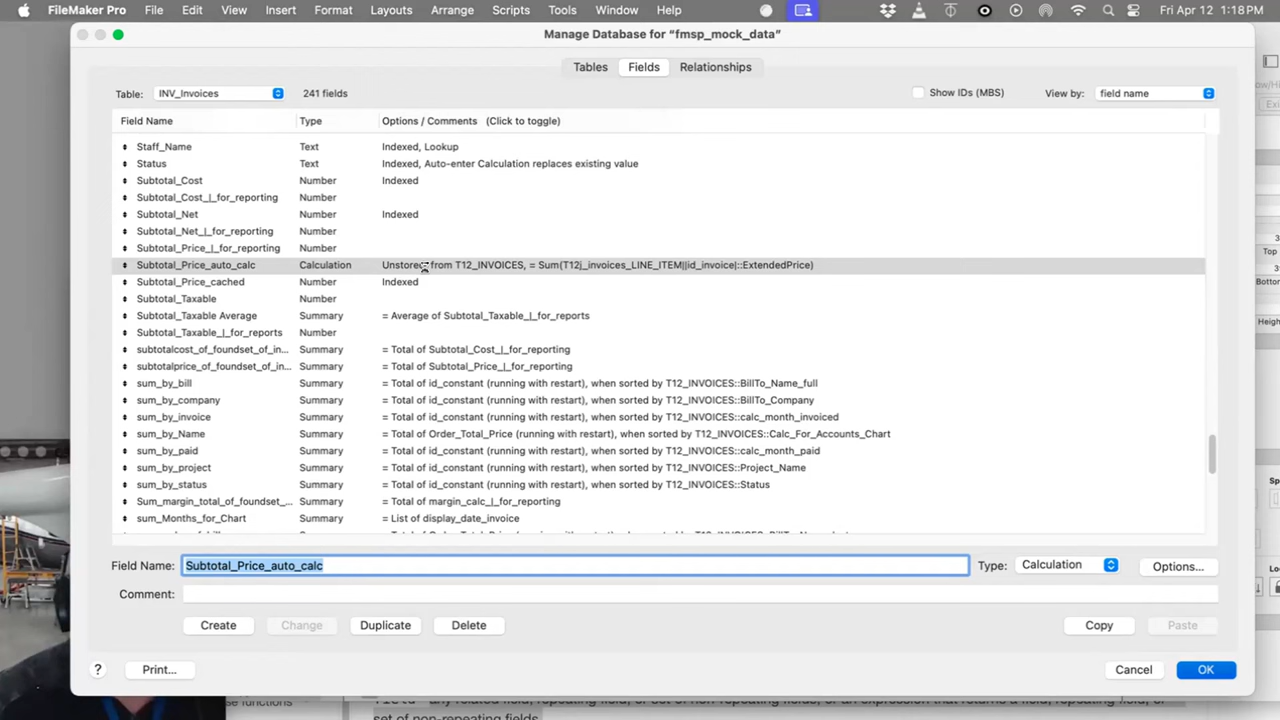 FileMaker Pro File Edit View Insert Format Layouts Arrange Scripts Tools Window Help Fri Apr 12 1:18 PM
Manage Database for “fmsp_mock_data”
Tables Fields Relationships
Table: INV_Invoices 241 fields Show IDs (MBS) View by: field name
Field Name Type Options / Comments (Click to toggle)
Staff_Name Text Indexed, Lookup
Status Text Indexed, Auto-enter Calculation replaces existing value
Subtotal_Cost Number Indexed
Subtotal_Cost_|_for_reporting Number
Subtotal_Net Number Indexed
Subtotal_Net_|_for_reporting Number
Subtotal_Price_|_for_reporting Number
Subtotal_Price_auto_calc Calculation Unstored, from T12_INVOICES, = Sum(T12j_invoices_LINE_ITEM||id_invoice|::ExtendedPrice)
Subtotal_Price_cached Number Indexed
Subtotal_Taxable Number
Subtotal_Taxable Average Summary = Average of Subtotal_Taxable_|_for_reports
Subtotal_Taxable_|_for_reports Number
subtotalcost_of_foundset_of_in... Summary = Total of Subtotal_Cost_|_for_reporting
subtotalprice_of_foundset_of_in... Summary = Total of Subtotal_Price_|_for_reporting
sum_by_bill Summary = Total of id_constant (running with restart), when sorted by T12_INVOICES::BillTo_Name_full
sum_by_company Summary = Total of id_constant (running with restart), when sorted by T12_INVOICES::BillTo_Company
sum_by_invoice Summary = Total of id_constant (running with restart), when sorted by T12_INVOICES::calc_month_invoiced
sum_by_Name Summary = Total of Order_Total_Price (running with restart), when sorted by T12_INVOICES::Calc_For_Accounts_Chart
sum_by_paid Summary = Total of id_constant (running with restart), when sorted by T12_INVOICES::calc_month_paid
sum_by_project Summary = Total of id_constant (running with restart), when sorted by T12_INVOICES::Project_Name
sum_by_status Summary = Total of id_constant (running with restart), when sorted by T12_INVOICES::Status
Sum_margin_total_of_foundset_... Summary = Total of margin_calc_|_for_reporting
sum_Months_for_Chart Summary = List of display_date_invoice
Field Name: Subtotal_Price_auto_calc Type: Calculation Options...
Comment:
Create Change Duplicate Delete Copy Paste
? Print... Cancel OK
set of non-repeating fields